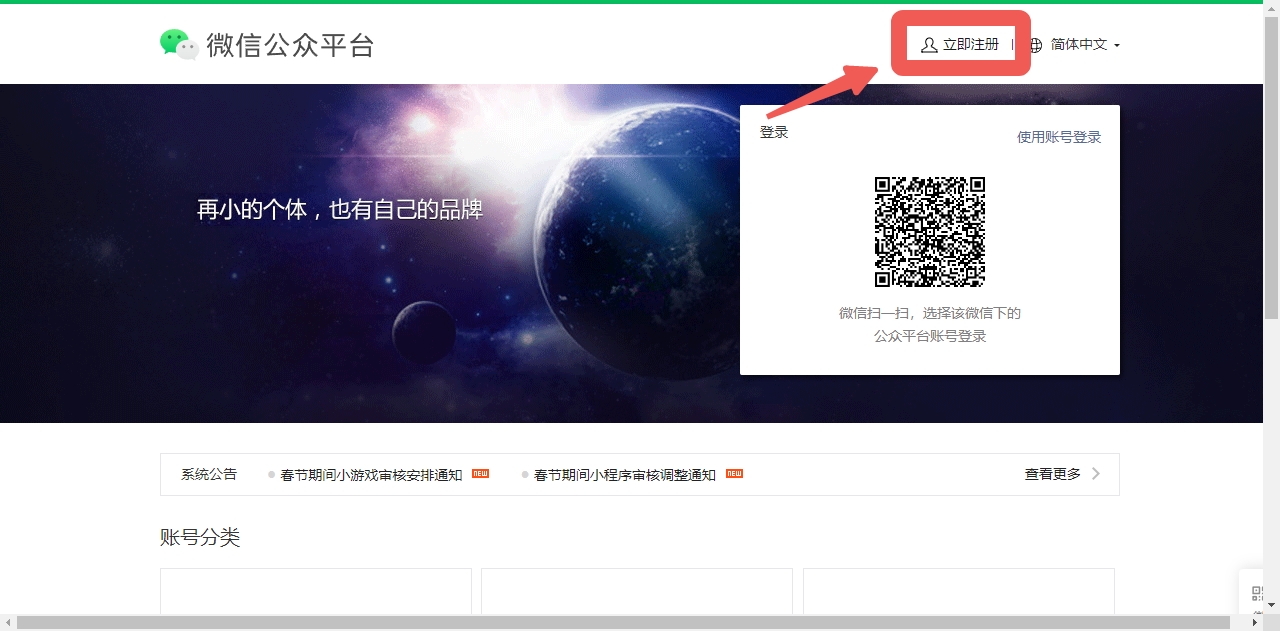 微信公众平台
立即注册 | 简体中文
登录
使用账号登录
再小的个体，也有自己的品牌
微信扫一扫，选择该微信下的
公众平台账号登录
系统公告 春节期间小游戏审核安排通知 NEW 春节期间小程序审核调整通知 NEW 查看更多
账号分类